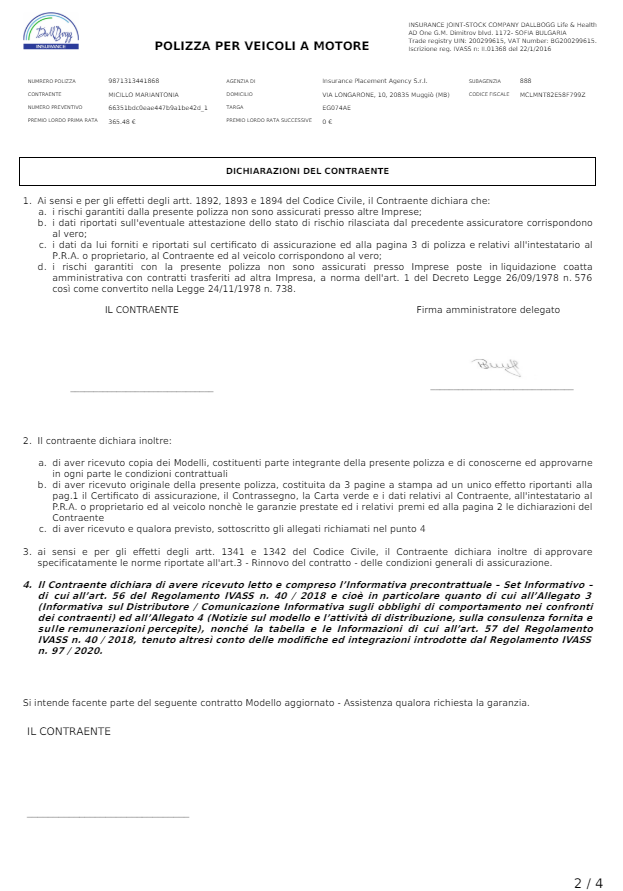 DallBogg
INSURANCE
POLIZZA PER VEICOLI A MOTORE
INSURANCE JOINT-STOCK COMPANY DALLBOGG Life & Health
AD One G.M. Dimitrov blvd. 1172- SOFIA BULGARIA
Trade registry UIN: 200299615, VAT Number: BG200299615.
Iscrizione reg. IVASS n: II.01368 del 22/1/2016
NUMRERO POLIZZA 9871313441868 AGENZIA DI Insurance Placement Agency S.r.l. SUBAGENZIA 888
CONTRAENTE MICILLO MARIANTONIA DOMICILIO VIA LONGARONE, 10, 20835 Muggiò (MB) CODICE FISCALE MCLMNT82E58F799Z
NUMERO PREVENTIVO 66351bdc0eae447b9a1be42d_1 TARGA EG074AE
PREMIO LORDO PRIMA RATA 365.48 € PREMIO LORDO RATA SUCCESSIVE 0 €
DICHIARAZIONI DEL CONTRAENTE
1. Ai sensi e per gli effetti degli artt. 1892, 1893 e 1894 del Codice Civile, il Contraente dichiara che:
a. i rischi garantiti dalla presente polizza non sono assicurati presso altre Imprese;
b. i dati riportati sull'eventuale attestazione dello stato di rischio rilasciata dal precedente assicuratore corrispondono
al vero;
c. i dati da lui forniti e riportati sul certificato di assicurazione ed alla pagina 3 di polizza e relativi all'intestatario al
P.R.A. o proprietario, al Contraente ed al veicolo corrispondono al vero;
d. i rischi garantiti con la presente polizza non sono assicurati presso Imprese poste in liquidazione coatta
amministrativa con contratti trasferiti ad altra Impresa, a norma dell'art. 1 del Decreto Legge 26/09/1978 n. 576
così come convertito nella Legge 24/11/1978 n. 738.
IL CONTRAENTE Firma amministratore delegato
2. Il contraente dichiara inoltre:
a. di aver ricevuto copia dei Modelli, costituenti parte integrante della presente polizza e di conoscerne ed approvarne
in ogni parte le condizioni contrattuali
b. di aver ricevuto originale della presente polizza, costituita da 3 pagine a stampa ad un unico effetto riportanti alla
pag.1 il Certificato di assicurazione, il Contrassegno, la Carta verde e i dati relativi al Contraente, all'intestatario al
P.R.A. o proprietario ed al veicolo nonchè le garanzie prestate ed i relativi premi ed alla pagina 2 le dichiarazioni del
Contraente
c. di aver ricevuto e qualora previsto, sottoscritto gli allegati richiamati nel punto 4
3. ai sensi e per gli effetti degli artt. 1341 e 1342 del Codice Civile, il Contraente dichiara inoltre di approvare
specificatamente le norme riportate all'art.3 - Rinnovo del contratto - delle condizioni generali di assicurazione.
4. Il Contraente dichiara di avere ricevuto letto e compreso l’Informativa precontrattuale – Set Informativo –
di cui all’art. 56 del Regolamento IVASS n. 40 / 2018 e cioè in particolare quanto di cui all’Allegato 3
(Informativa sul Distributore / Comunicazione Informativa sugli obblighi di comportamento nei confronti
dei contraenti) ed all’Allegato 4 (Notizie sul modello e l’attività di distribuzione, sulla consulenza fornita e
sulle remunerazioni percepite), nonché la tabella e le Informazioni di cui all’art. 57 del Regolamento
IVASS n. 40 / 2018, tenuto altresì conto delle modifiche ed integrazioni introdotte dal Regolamento IVASS
n. 97 / 2020.
Si intende facente parte del seguente contratto Modello aggiornato - Assistenza qualora richiesta la garanzia.
IL CONTRAENTE
2 / 4